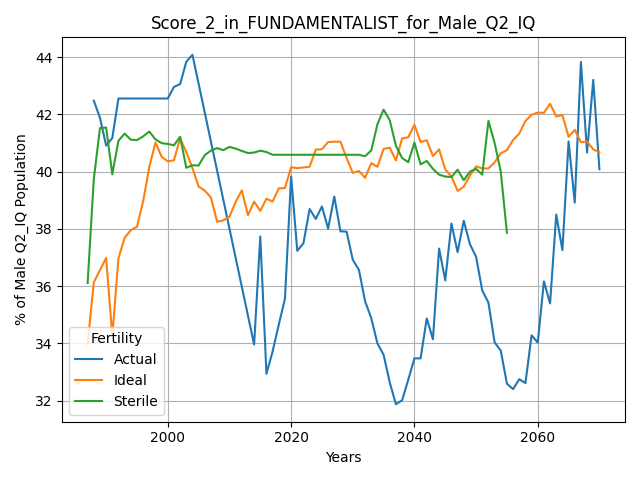 Score_2_in_FUNDAMENTALIST_for_Male_Q2_IQ
% of Male Q2_IQ Population
44
42
40
38
36
34
32
Fertility
Actual
Ideal
Sterile
2000
2020
2040
2060
Years